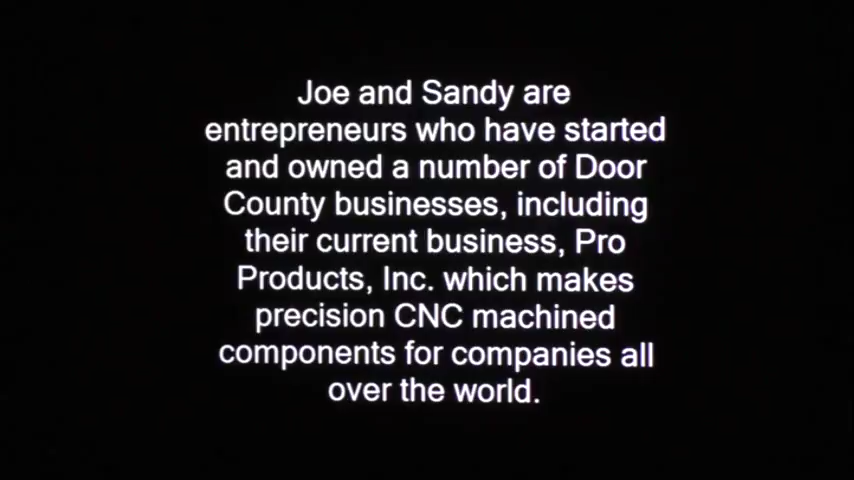 Joe and Sandy are
entrepreneurs who have started
and owned a number of Door
County businesses, including
their current business, Pro
Products, Inc. which makes
precision CNC machined
components for companies all
over the world.